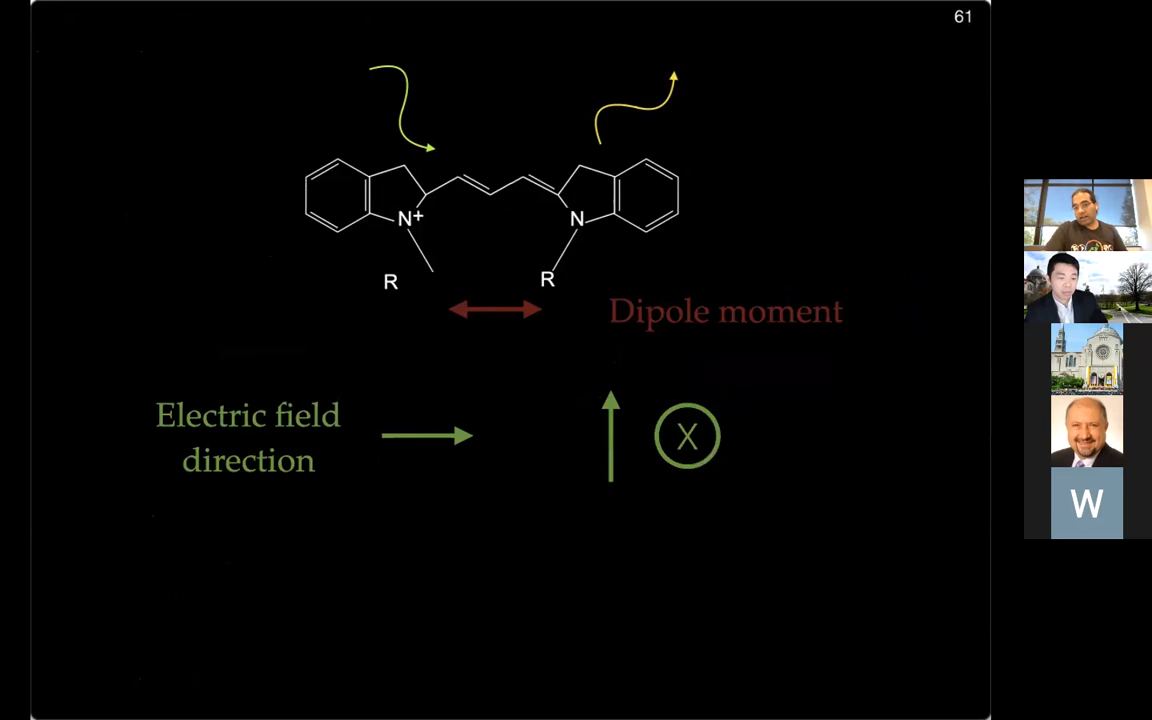 61
N+
N
R
R
Dipole moment
Electric field
direction
X
W